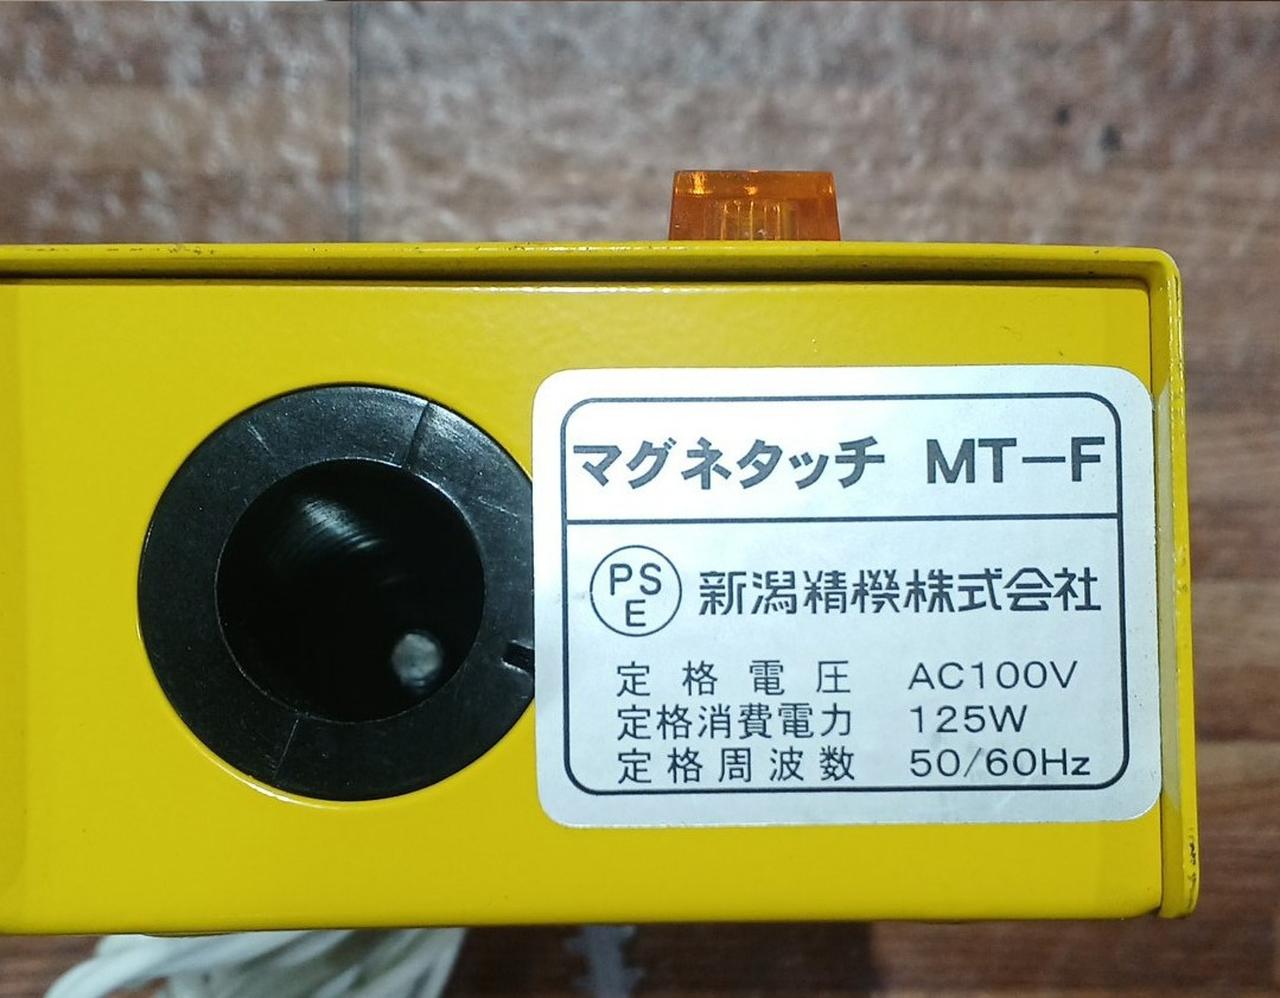 マグネタッチ MT-F
PS
E
新潟精機株式会社
定格電圧 AC100V
定格消費電力 125W
定格周波数 50/60Hz